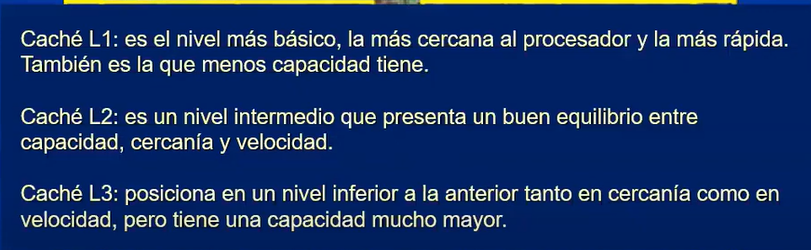 Caché L1: es el nivel más básico, la más cercana al procesador y la más rápida.
También es la que menos capacidad tiene.
Caché L2: es un nivel intermedio que presenta un buen equilibrio entre
capacidad, cercanía y velocidad.
Caché L3: posiciona en un nivel inferior a la anterior tanto en cercanía como en
velocidad, pero tiene una capacidad mucho mayor.